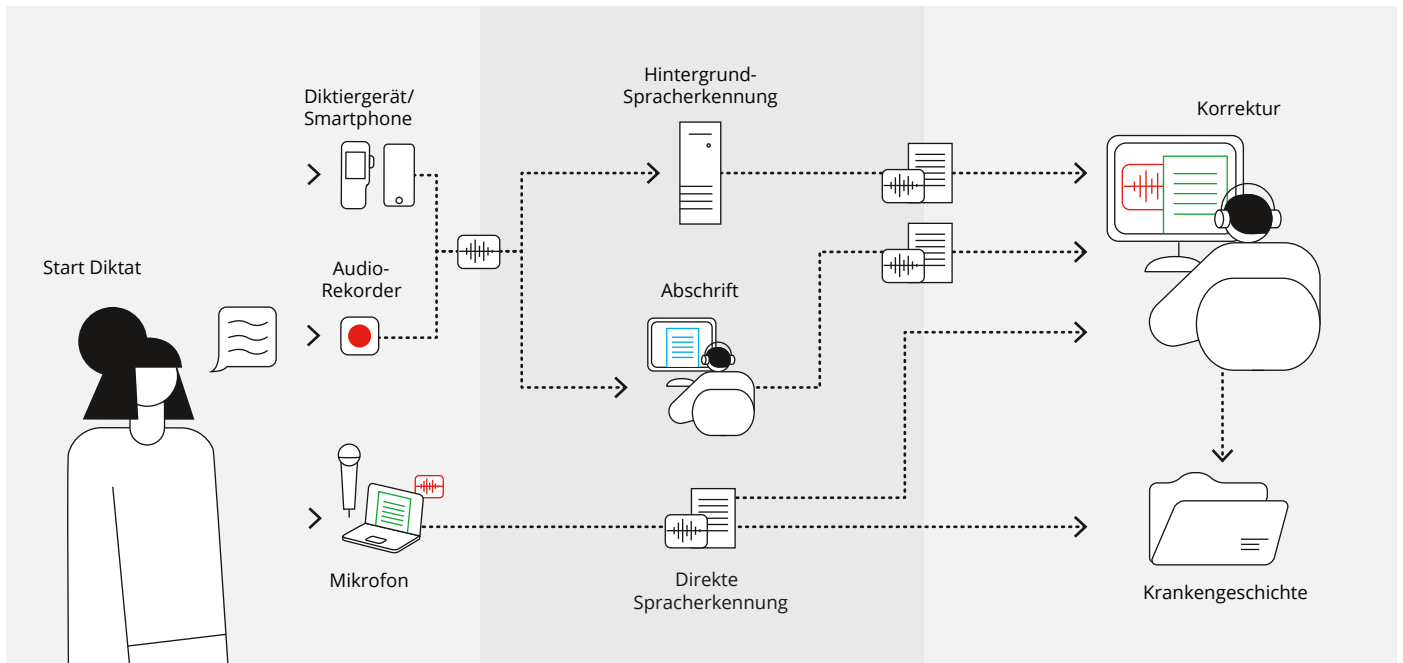 Start Diktat
Diktiergerät/
Smartphone
Audio-
Rekorder
Mikrofon
Hintergrund-
Spracherkennung
Abschrift
Direkte
Spracherkennung
Korrektur
Krankengeschichte